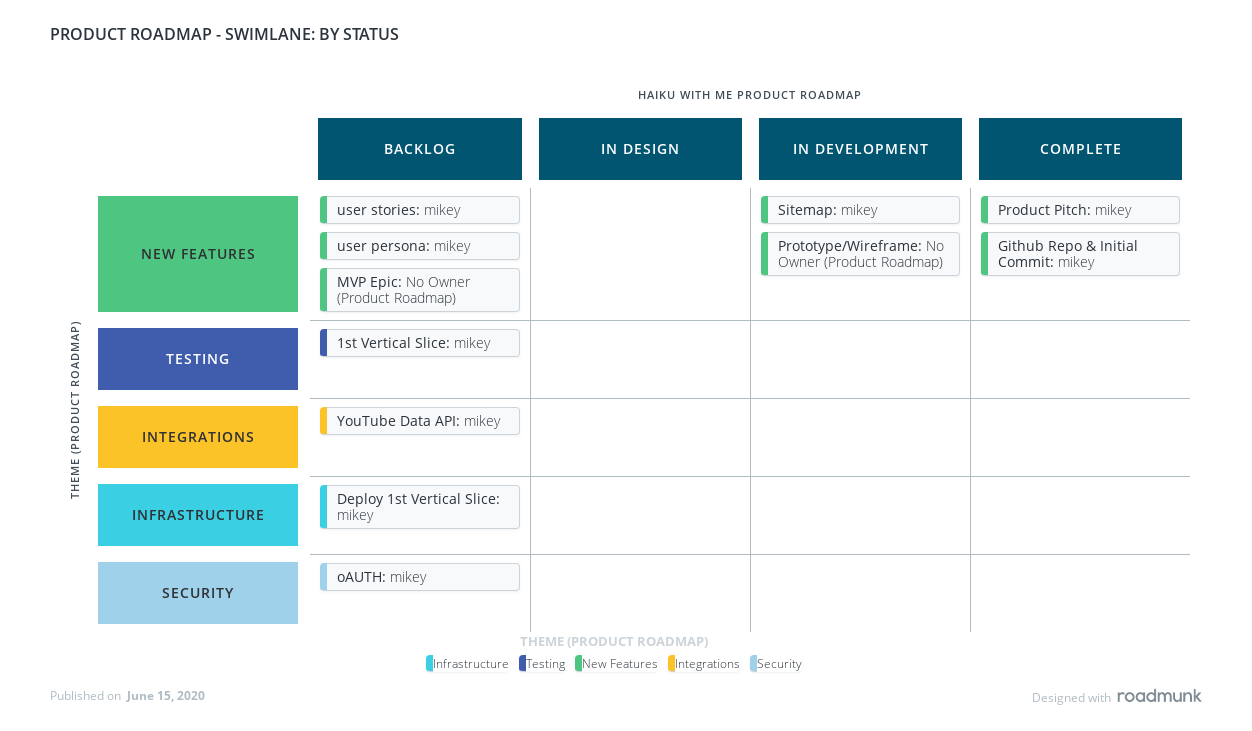 PRODUCT ROADMAP - SWIMLANE: BY STATUS
HAIKU WITH ME PRODUCT ROADMAP
BACKLOG
IN DESIGN
IN DEVELOPMENT
COMPLETE
THEME (PRODUCT ROADMAP)
NEW FEATURES
user stories: mikey
user persona: mikey
MVP Epic: No Owner
(Product Roadmap)
Sitemap: mikey
Prototype/Wireframe: No
Owner (Product Roadmap)
Product Pitch: mikey
Github Repo & Initial
Commit: mikey
TESTING
1st Vertical Slice: mikey
INTEGRATIONS
YouTube Data API: mikey
INFRASTRUCTURE
Deploy 1st Vertical Slice:
mikey
SECURITY
oAUTH: mikey
THEME (PRODUCT ROADMAP)
Infrastructure Testing New Features Integrations Security
Published on June 15, 2020
Designed with roadmunk